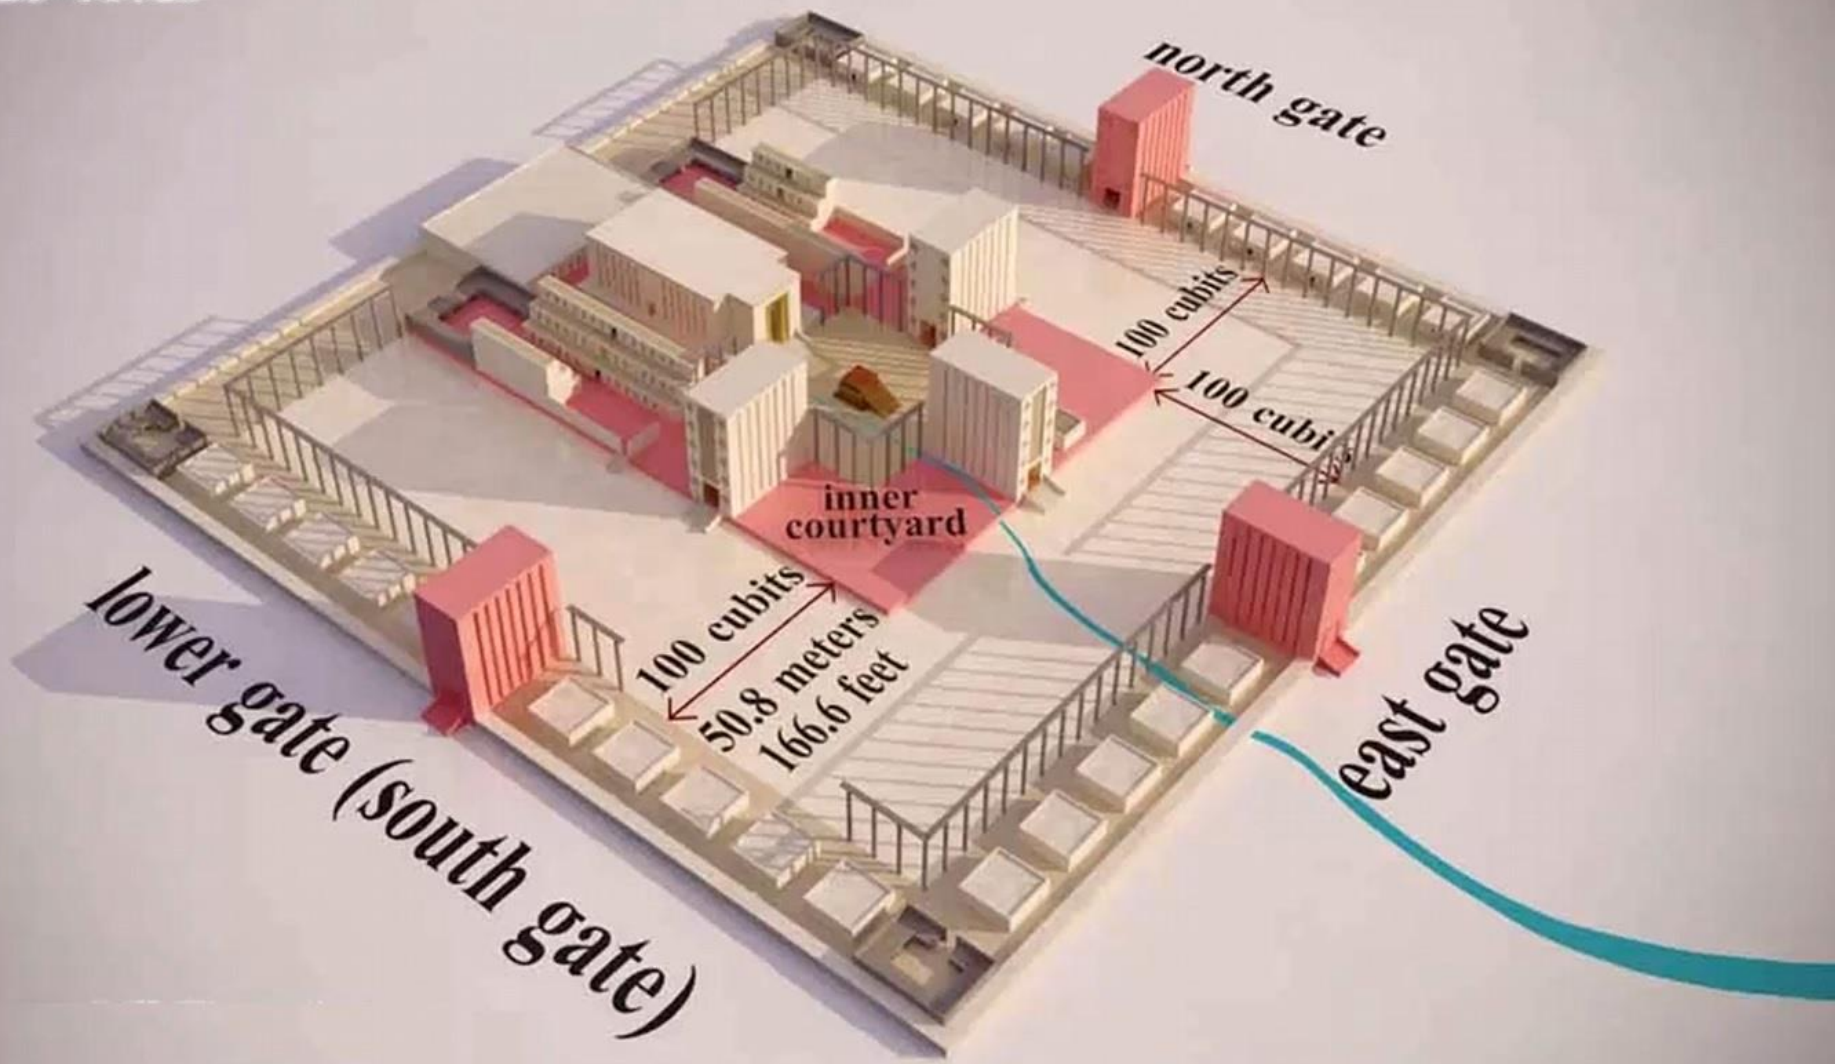 north gate
100 cubits
100 cubi
inner
courtyard
100 cubits
50.8 meters
166.6 feet
lower gate (south gate)
east gate